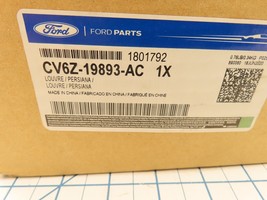 Ford
FORD PARTS
1801792
CV6Z-19893-AC 1X
LOUVRE / PERSIANA /
LOUVRE / PERSIANA /
MADE IN CHINA / FABRICADO EN CHINA / FABRIQUÉ EN CHINE